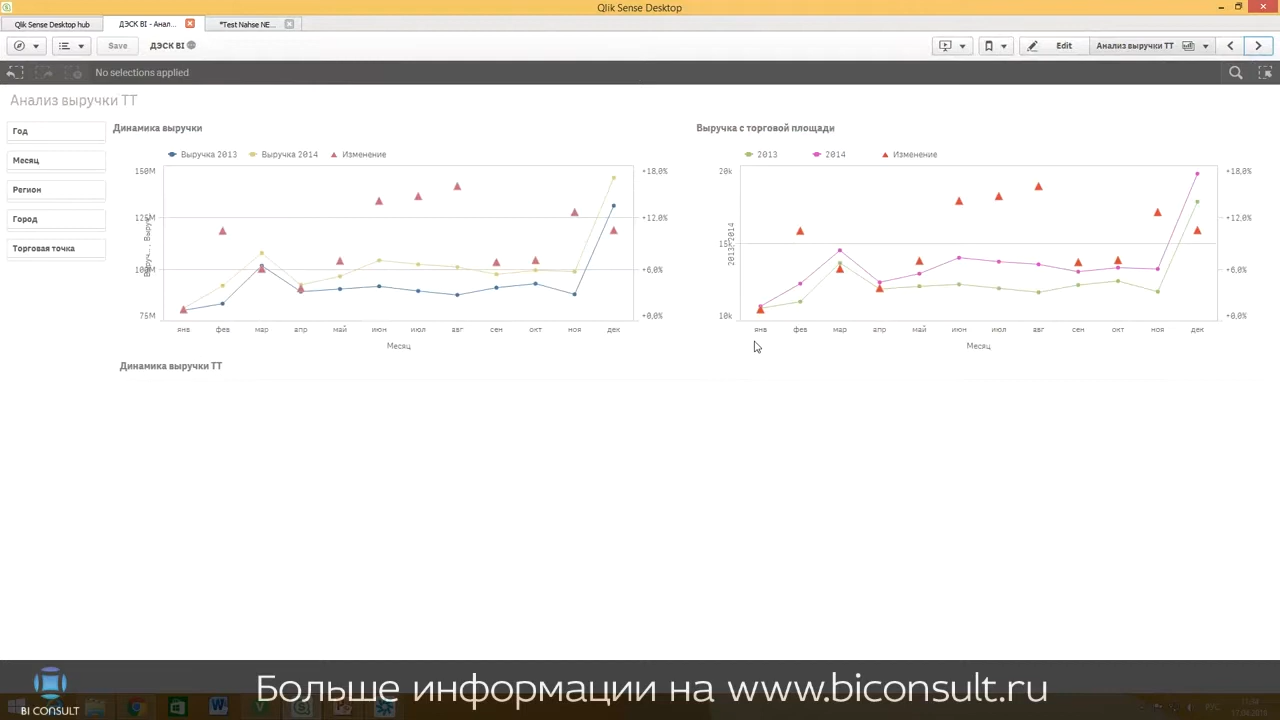 Qlik Sense Desktop
Qlik Sense Desktop hub
ДЭСК BI - Анал...
*Test Nahse NE...
Save
ДЭСК BI
Edit
Анализ выручки ТТ
No selections applied
Анализ выручки ТТ
Год
Месяц
Регион
Город
Торговая точка
Динамика выручки
Выручка 2013 Выручка 2014 Изменение
150M
125M
100M
75M
+18,0%
+12,0%
+6,0%
+0,0%
янв фев мар апр май июн июл авг сен окт ноя дек
Месяц
Выручка с торговой площади
2013 2014 Изменение
20k
15k
10k
2013, 2014
+18,0%
+12,0%
+6,0%
+0,0%
янв фев мар апр май июн июл авг сен окт ноя дек
Месяц
Динамика выручки ТТ
Больше информации на www.biconsult.ru
BI CONSULT
РУС